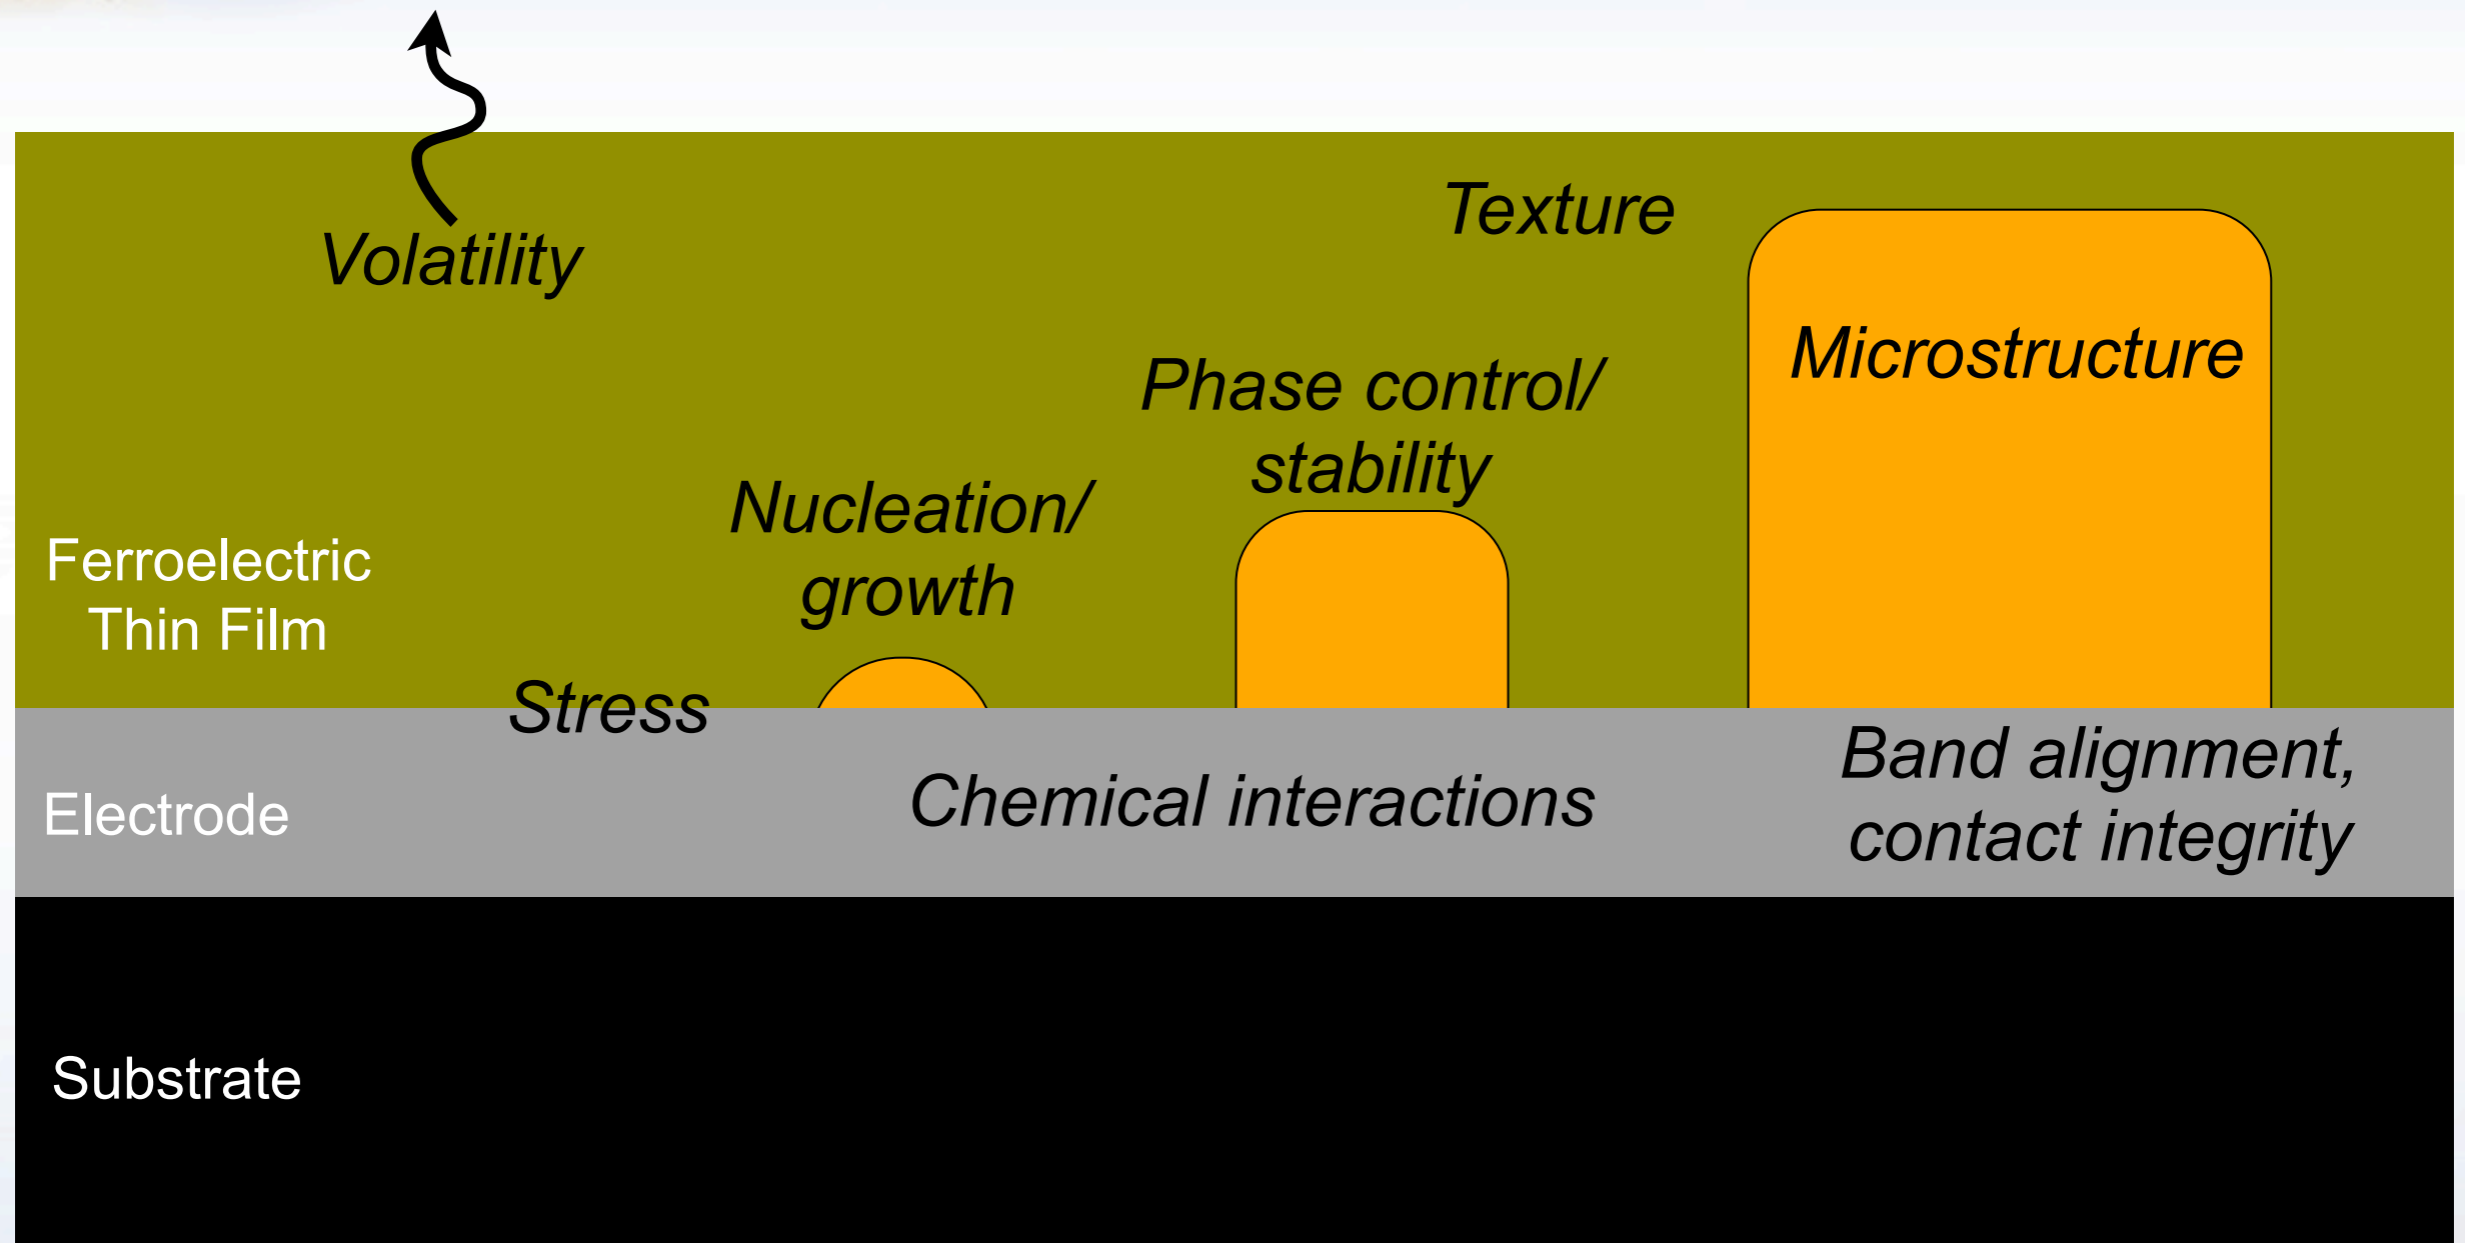 Volatility
Texture
Microstructure
Phase control/
stability
Nucleation/
growth
Ferroelectric
Thin Film
Stress
Electrode
Chemical interactions
Band alignment,
contact integrity
Substrate